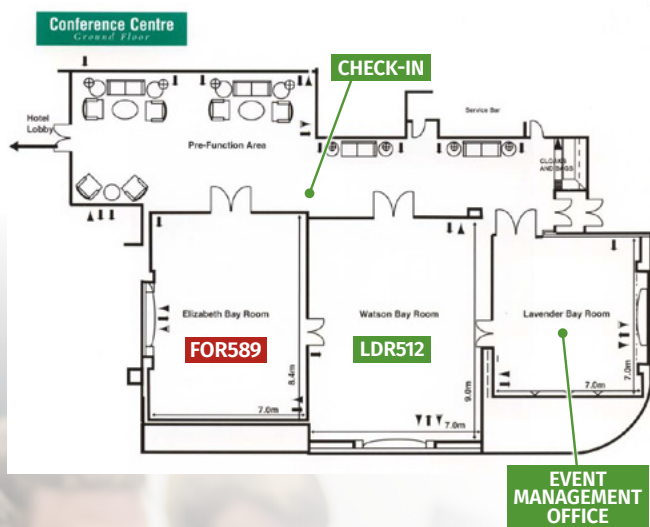 Conference Centre
Ground Floor
CHECK-IN
Hotel
Lobby
Service Bar
Pre-Function Area
CLOAKS
AND BAGS
Elizabeth Bay Room
Watson Bay Room
Lavender Bay Room
FOR589
LDR512
8.4m
9.0m
7.0m
7.0m
7.0m
7.0m
EVENT
MANAGEMENT
OFFICE